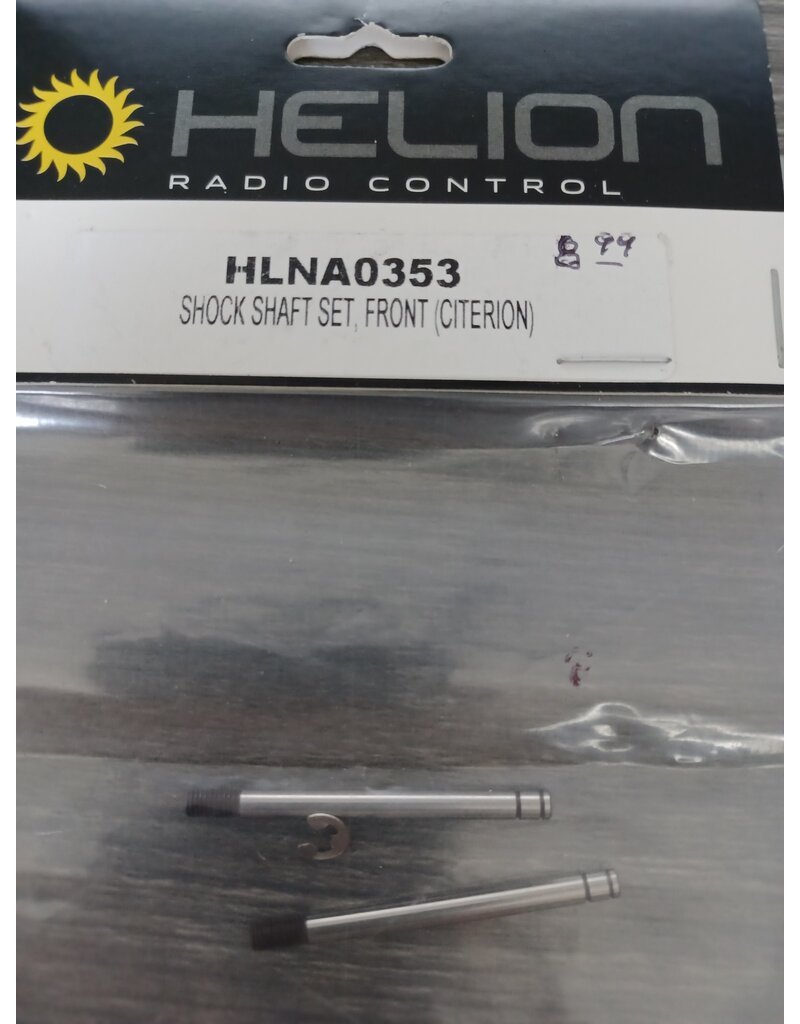 HELION
RADIO CONTROL
HLNA0353
8 99
SHOCK SHAFT SET, FRONT (CITERION)